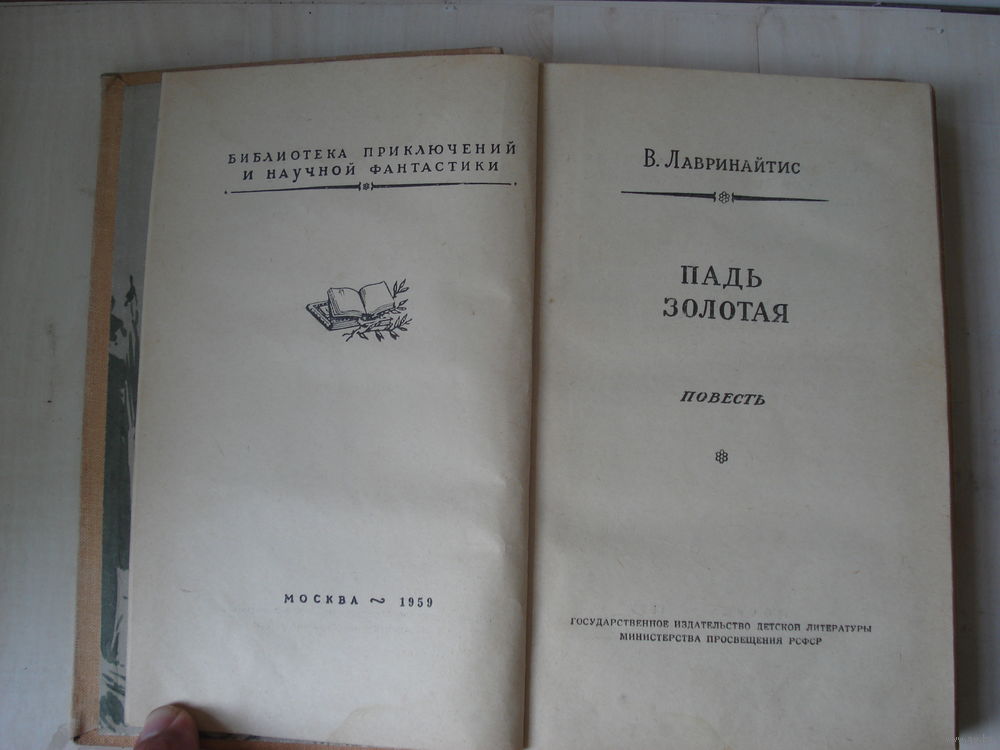 БИБЛИОТЕКА ПРИКЛЮЧЕНИЙ
И НАУЧНОЙ ФАНТАСТИКИ
МОСКВА ~ 1959
В. ЛАВРИНАЙТИС
ПАДЬ
ЗОЛОТАЯ
ПОВЕСТЬ
ГОСУДАРСТВЕННОЕ ИЗДАТЕЛЬСТВО ДЕТСКОЙ ЛИТЕРАТУРЫ
МИНИСТЕРСТВА ПРОСВЕЩЕНИЯ РСФСР